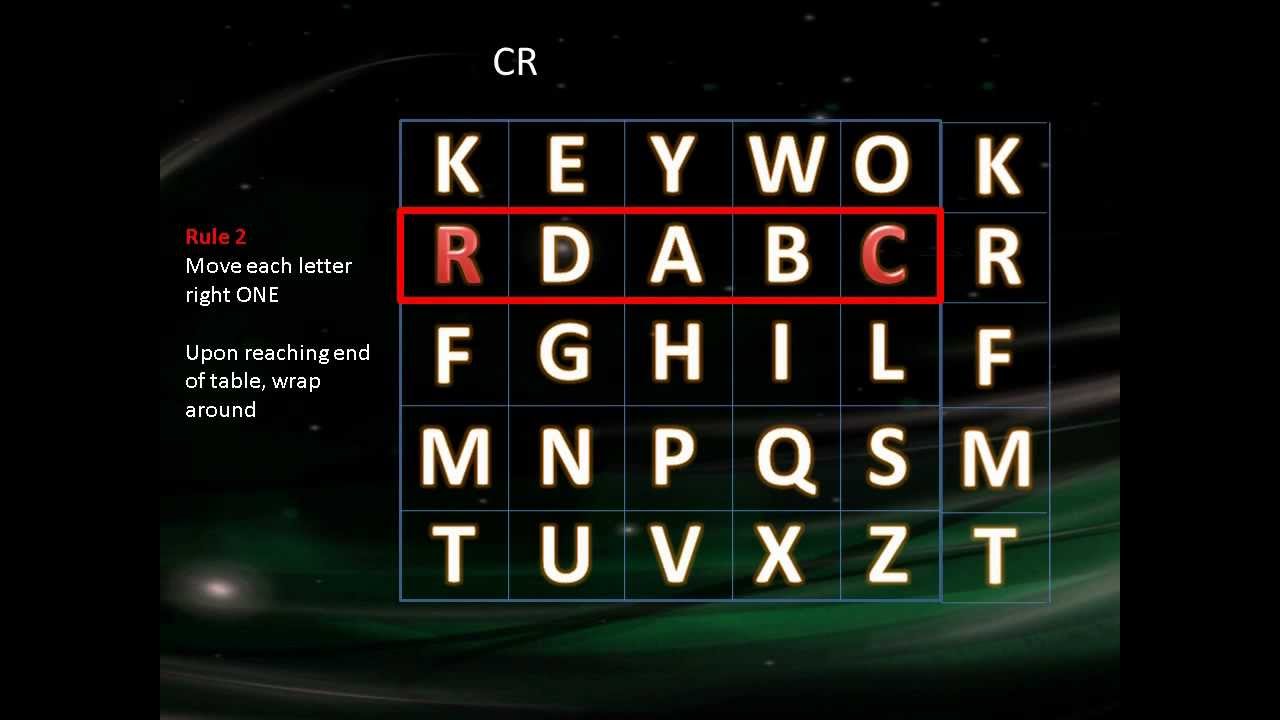 CR
Rule 2
Move each letter
right ONE
Upon reaching end
of table, wrap
around
K E Y W O K
R D A B C R
F G H I L F
M N P Q S M
T U V X Z T